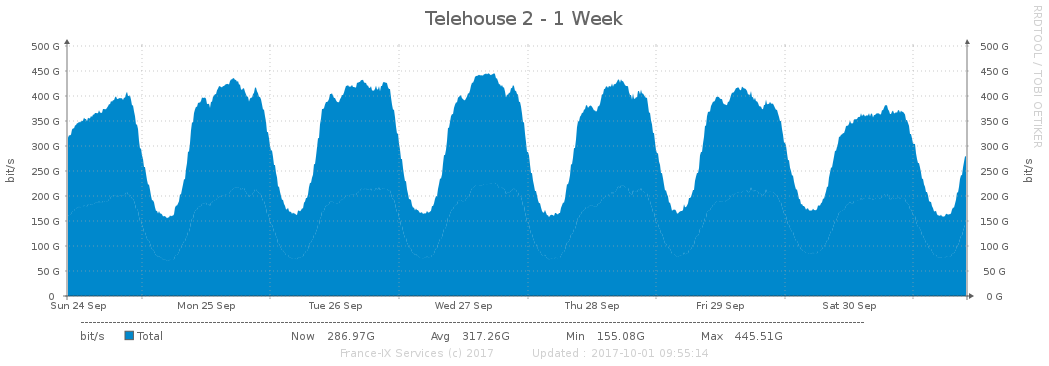 Telehouse 2 - 1 Week
RRDTOOL / TOBI OETIKER
500 G 500 G
450 G 450 G
400 G 400 G
350 G 350 G
300 G 300 G
250 G 250 G
200 G 200 G
150 G 150 G
100 G 100 G
50 G 50 G
0 0 G
bit/s
bit/s
Sun 24 Sep Mon 25 Sep Tue 26 Sep Wed 27 Sep Thu 28 Sep Fri 29 Sep Sat 30 Sep
bit/s Total Now 286.97G Avg 317.26G Min 155.08G Max 445.51G
France-IX Services (c) 2017 Updated : 2017-10-01 09:55:14